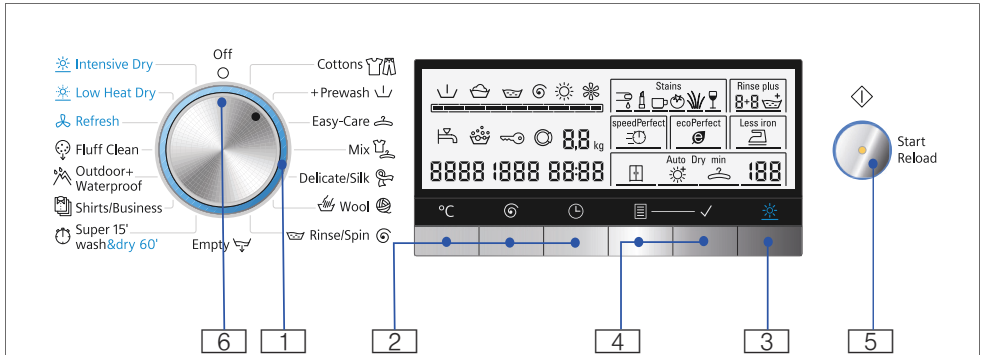 Off
Intensive Dry
Low Heat Dry
Refresh
Fluff Clean
Outdoor+
Waterproof
Shirts/Business
Super 15'
wash&dry 60'
Empty
Cottons
+Prewash
Easy-Care
Mix
Delicate/Silk
Wool
Rinse/Spin
Stains
Rinse plus
8+8
speedPerfect
ecoPerfect
Less iron
8.8 kg
Auto Dry min
8888 1888 88:88
188
°C
Start
Reload
6
1
2
4
3
5